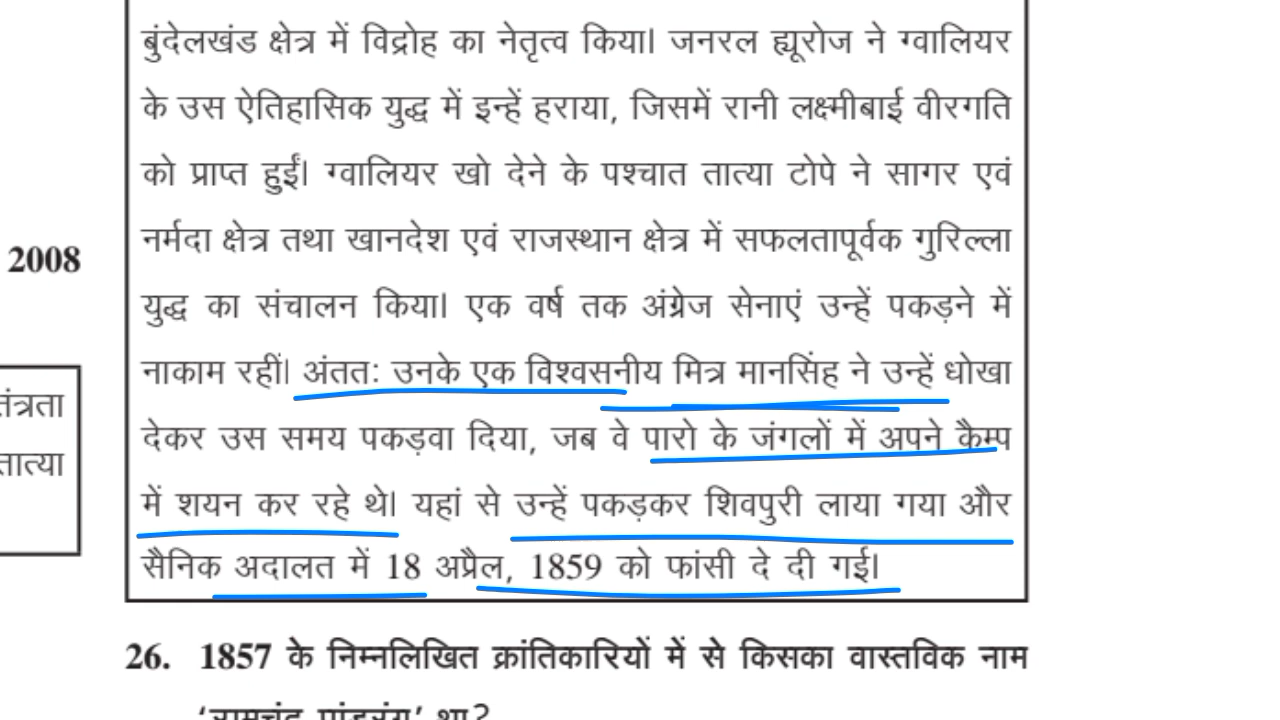 बुंदेलखंड क्षेत्र में विद्रोह का नेतृत्व किया। जनरल ह्यूरोज ने ग्वालियर
के उस ऐतिहासिक युद्ध में इन्हें हराया, जिसमें रानी लक्ष्मीबाई वीरगति
को प्राप्त हुईं। ग्वालियर खो देने के पश्चात तात्या टोपे ने सागर एवं
नर्मदा क्षेत्र तथा खानदेश एवं राजस्थान क्षेत्र में सफलतापूर्वक गुरिल्ला
2008
युद्ध का संचालन किया। एक वर्ष तक अंग्रेज सेनाएं उन्हें पकड़ने में
नाकाम रहीं। अंततः उनके एक विश्वसनीय मित्र मानसिंह ने उन्हें धोखा
तंत्रता
देकर उस समय पकड़वा दिया, जब वे पारो के जंगलों में अपने कैम्प
तात्या
में शयन कर रहे थे। यहां से उन्हें पकड़कर शिवपुरी लाया गया और
सैनिक अदालत में 18 अप्रैल, 1859 को फांसी दे दी गई।
26. 1857 के निम्नलिखित क्रांतिकारियों में से किसका वास्तविक नाम
'रामचंद्र पांडुरंग' था?